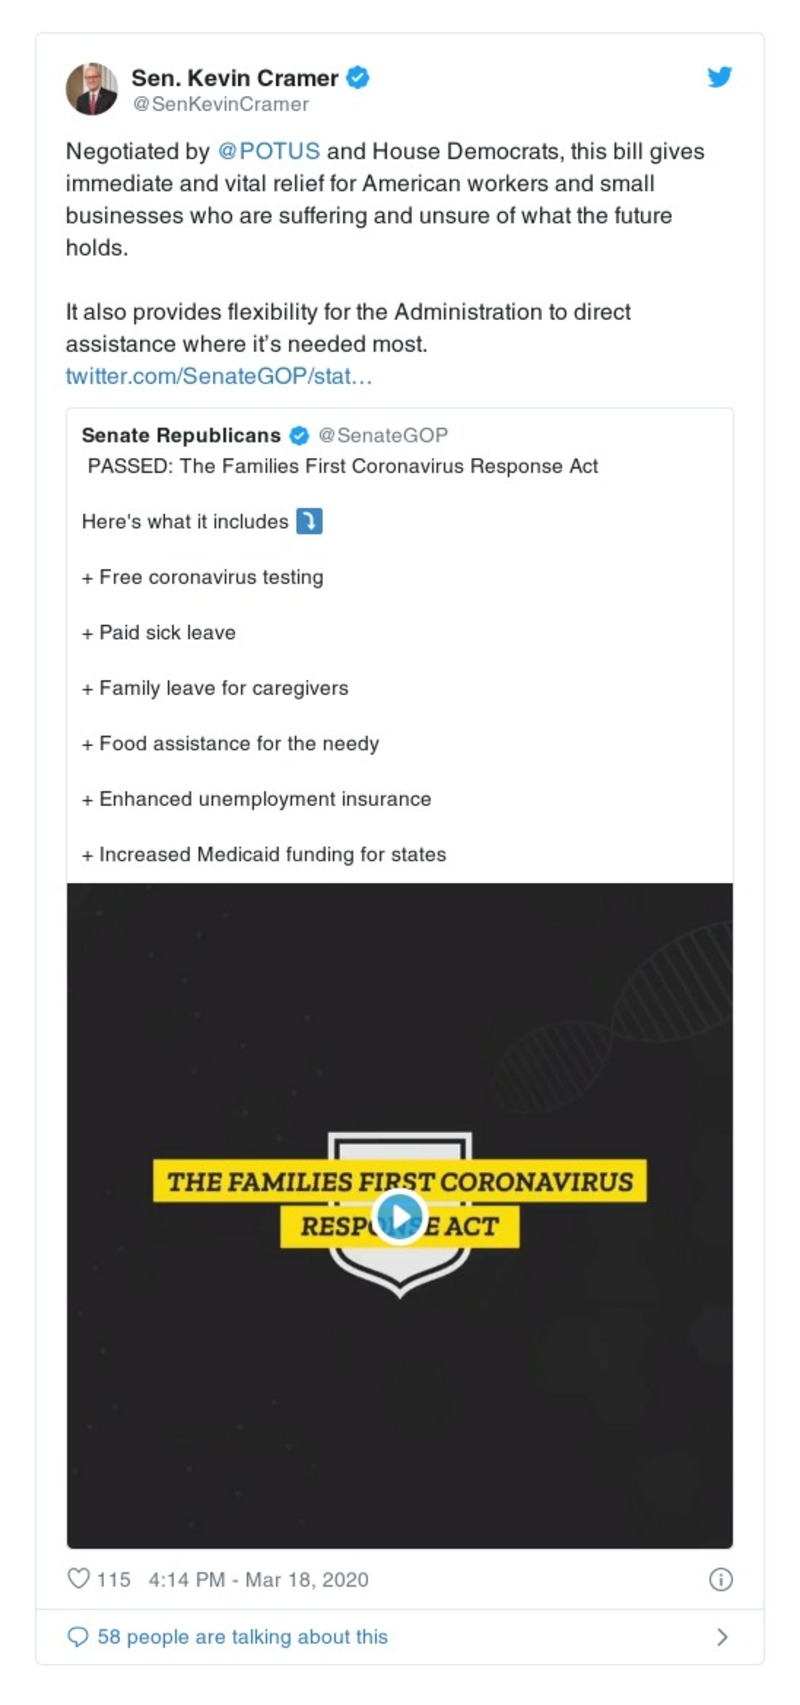 Sen. Kevin Cramer
@SenKevinCramer
Negotiated by @POTUS and House Democrats, this bill gives
immediate and vital relief for American workers and small
businesses who are suffering and unsure of what the future
holds.
It also provides flexibility for the Administration to direct
assistance where it's needed most.
twitter.com/SenateGOP/stat…
Senate Republicans @SenateGOP
PASSED: The Families First Coronavirus Response Act
Here's what it includes ⤵️
+ Free coronavirus testing
+ Paid sick leave
+ Family leave for caregivers
+ Food assistance for the needy
+ Enhanced unemployment insurance
+ Increased Medicaid funding for states
THE FAMILIES FIRST CORONAVIRUS
RESPONSE ACT
115 4:14 PM - Mar 18, 2020
58 people are talking about this